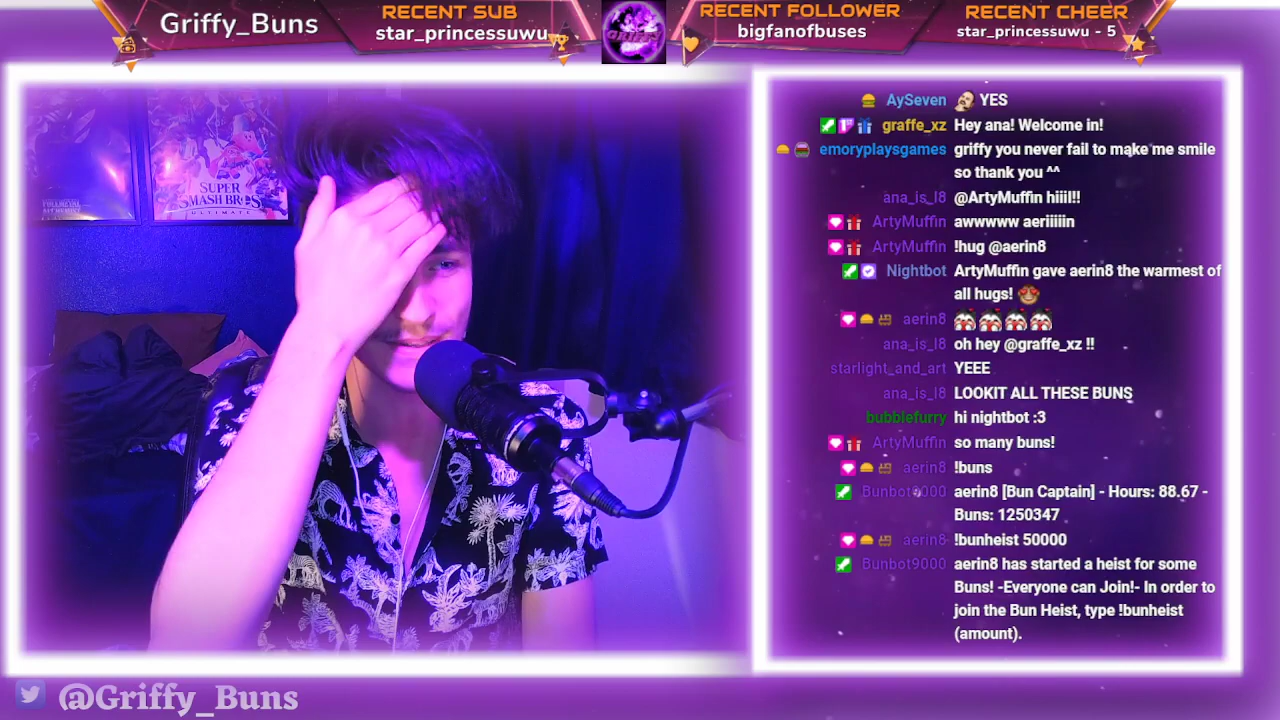 Griffy_Buns
RECENT SUB
star_princessuwu
RECENT FOLLOWER
bigfanofbuses
RECENT CHEER
star_princessuwu - 5
SUPER
SMASH BROS
ULTIMATE
AySeven YES
graffe_xz Hey ana! Welcome in!
emoryplaysgames griffy you never fail to make me smile
so thank you ^^
ana_is_l8 @ArtyMuffin hiiil!!
ArtyMuffin awwwww aeriiiiin
ArtyMuffin !hug @aerin8
Nightbot ArtyMuffin gave aerin8 the warmest of
all hugs!
aerin8
ana_is_l8 oh hey @graffe_xz !!
starlight_and_art YEEE
ana_is_l8 LOOKIT ALL THESE BUNS
bubblefurry hi nightbot :3
ArtyMuffin so many buns!
aerin8 !buns
Bunbot9000 aerin8 [Bun Captain] - Hours: 88.67 -
Buns: 1250347
aerin8 !bunheist 50000
Bunbot9000 aerin8 has started a heist for some
Buns! -Everyone can Join!- In order to
join the Bun Heist, type !bunheist
(amount).
@Griffy_Buns